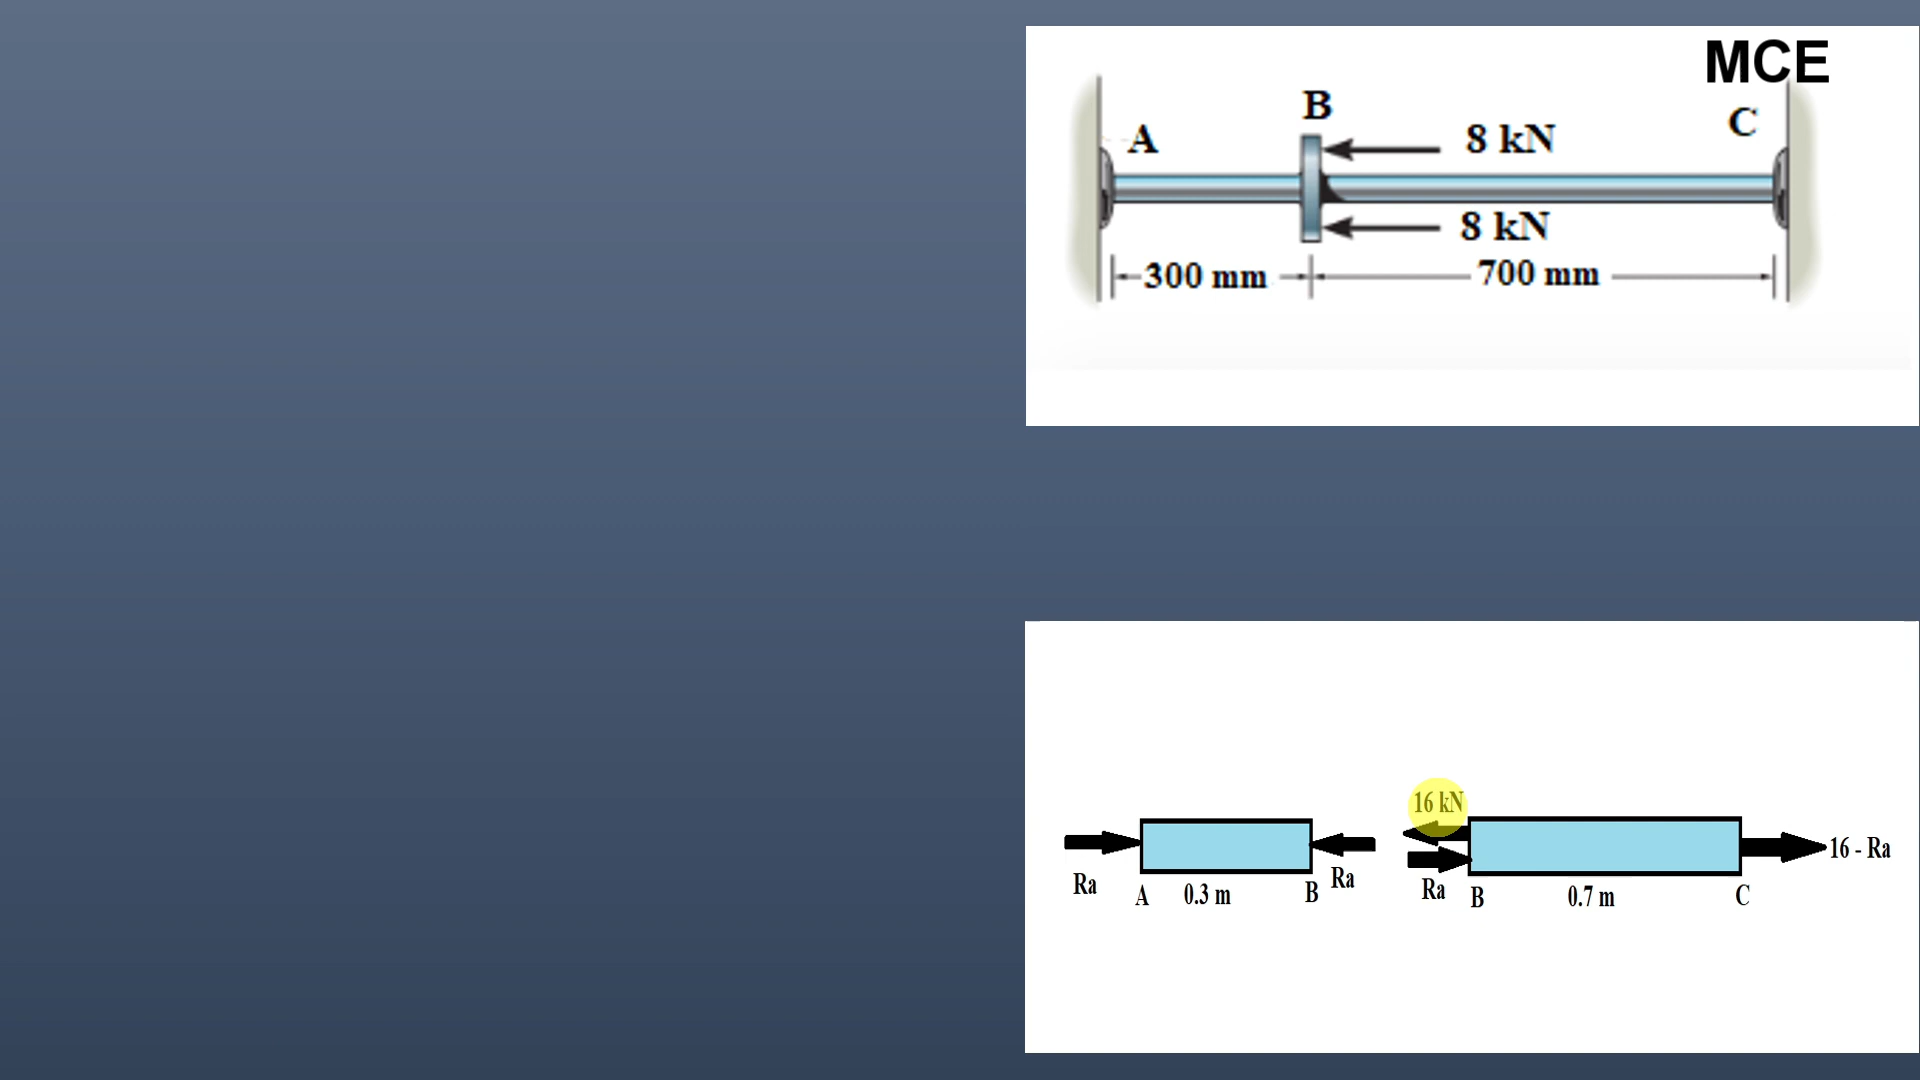 MCE
B
C
A
8 kN
8 kN
300 mm
700 mm
16 kN
16 - Ra
Ra
A
0.3 m
B
Ra
Ra
B
0.7 m
C